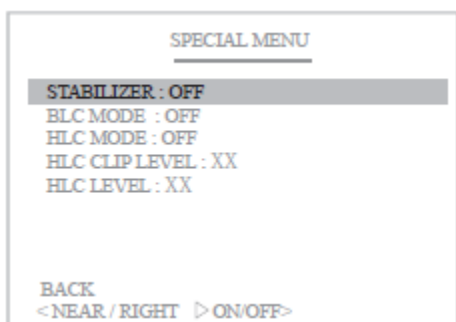 SPECIAL MENU
STABILIZER : OFF
BLC MODE : OFF
HLC MODE : OFF
HLC CLIP LEVEL : XX
HLC LEVEL : XX
BACK
<NEAR / RIGHT ▷ ON/OFF>